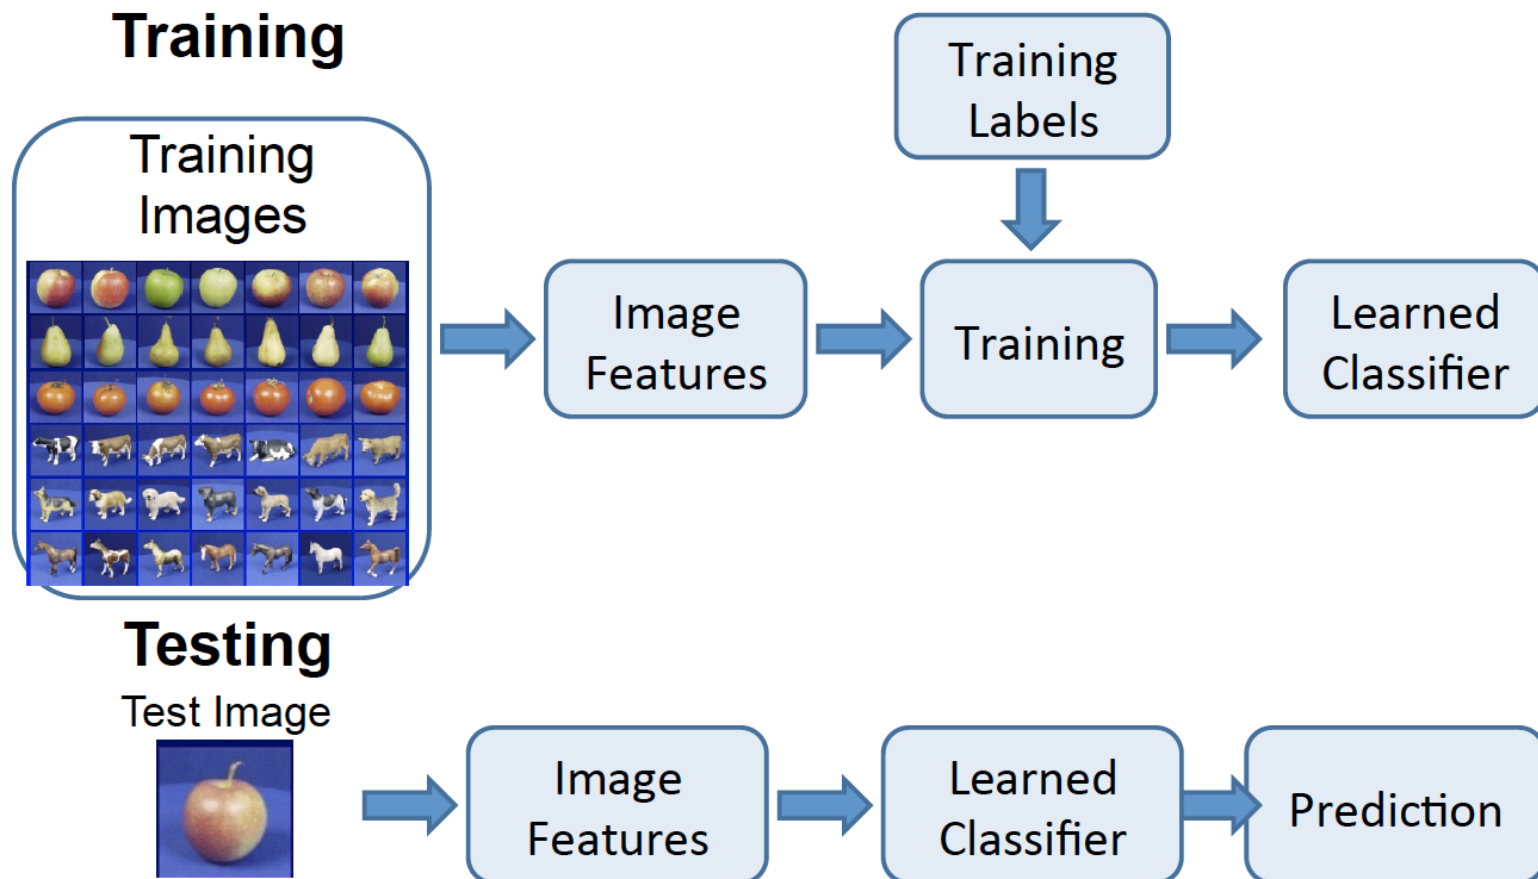 Training
Training
Labels
Training
Images
Image
Features
Training
Learned
Classifier
Testing
Test Image
Image
Features
Learned
Classifier
Prediction